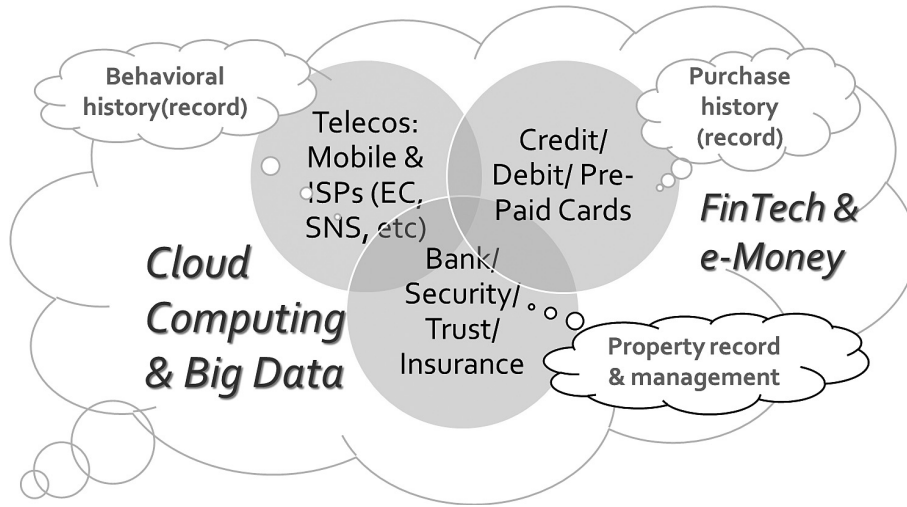 Behavioral
history(record)
Telecos:
Mobile &
ISPs (EC,
SNS, etc)
Credit/
Debit/ Pre-
Paid Cards
Purchase
history
(record)
FinTech &
e-Money
Cloud
Computing
& Big Data
Bank/
Security/
Trust/
Insurance
Property record
& management